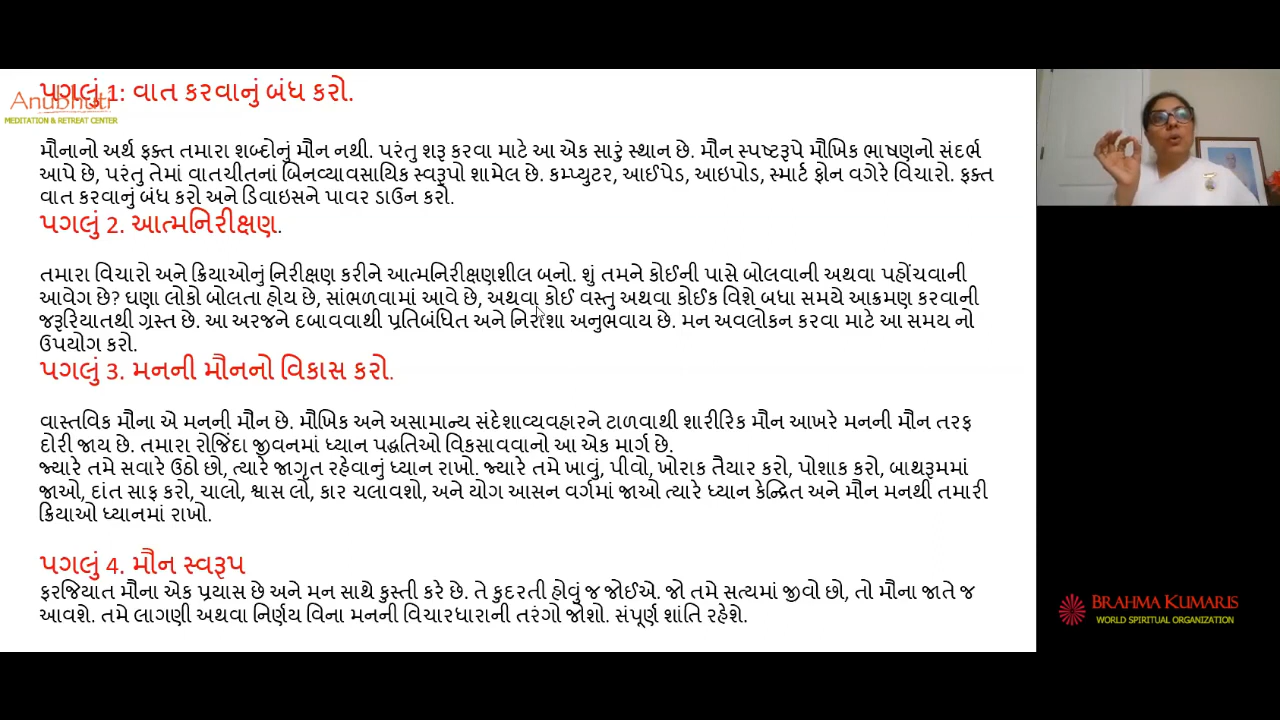 પગલું 1: વાત કરવાનું બંધ કરો.
Anubhuti
MEDITATION & RETREAT CENTER
મૌનાનો અર્થ ફક્ત તમારા શબ્દોનું મૌન નથી. પરંતુ શરૂ કરવા માટે આ એક સારું સ્થાન છે. મૌન સ્પષ્ટરૂપે મૌખિક ભાષણનો સંદર્ભ
આપે છે, પરંતુ તેમાં વાતચીતનાં બિનવ્યાવસાયિક સ્વરૂપો શામેલ છે. કમ્પ્યુટર, આઈપેડ, આઇપોડ, સ્માર્ટ ફોન વગેરે વિચારો. ફક્ત
વાત કરવાનું બંધ કરો અને ડિવાઇસને પાવર ડાઉન કરો.
પગલું 2. આત્મનિરીક્ષણ.
તમારા વિચારો અને ક્રિયાઓનું નિરીક્ષણ કરીને આત્મનિરીક્ષણશીલ બનો. શું તમને કોઈની પાસે બોલવાની અથવા પહોંચવાની
આવેગ છે? ઘણા લોકો બોલતા હોય છે, સાંભળવામાં આવે છે, અથવા કોઈ વસ્તુ અથવા કોઈક વિશે બધા સમયે આક્રમણ કરવાની
જરૂરિયાતથી ગ્રસ્ત છે. આ અરજને દબાવવાથી પ્રતિબંધિત અને નિરાશા અનુભવાય છે. મન અવલોકન કરવા માટે આ સમય નો
ઉપયોગ કરો.
પગલું 3. મનની મૌનનો વિકાસ કરો.
વાસ્તવિક મૌના એ મનની મૌન છે. મૌખિક અને અસામાન્ય સંદેશાવ્યવહારને ટાળવાથી શારીરિક મૌન આખરે મનની મૌન તરફ
દોરી જાય છે. તમારા રોજિંદા જીવનમાં ધ્યાન પદ્ધતિઓ વિકસાવવાનો આ એક માર્ગ છે.
જ્યારે તમે સવારે ઉઠો છો, ત્યારે જાગૃત રહેવાનું ધ્યાન રાખો. જ્યારે તમે ખાવું, પીવો, ખોરાક તૈયાર કરો, પોશાક કરો, બાથરૂમમાં
જાઓ, દાંત સાફ કરો, ચાલો, શ્વાસ લો, કાર ચલાવશો, અને યોગ આસન વર્ગમાં જાઓ ત્યારે ધ્યાન કેન્દ્રિત અને મૌન મનથી તમારી
ક્રિયાઓ ધ્યાનમાં રાખો.
પગલું 4. મૌન સ્વરૂપ
ફરજિયાત મૌના એક પ્રયાસ છે અને મન સાથે કુસ્તી કરે છે. તે કુદરતી હોવું જ જોઈએ. જો તમે સત્યમાં જીવો છો, તો મૌના જાતે જ
આવશે. તમે લાગણી અથવા નિર્ણય વિના મનની વિચારધારાની તરંગો જોશો. સંપૂર્ણ શાંતિ રહેશે.
BRAHMA KUMARIS
WORLD SPIRITUAL ORGANIZATION